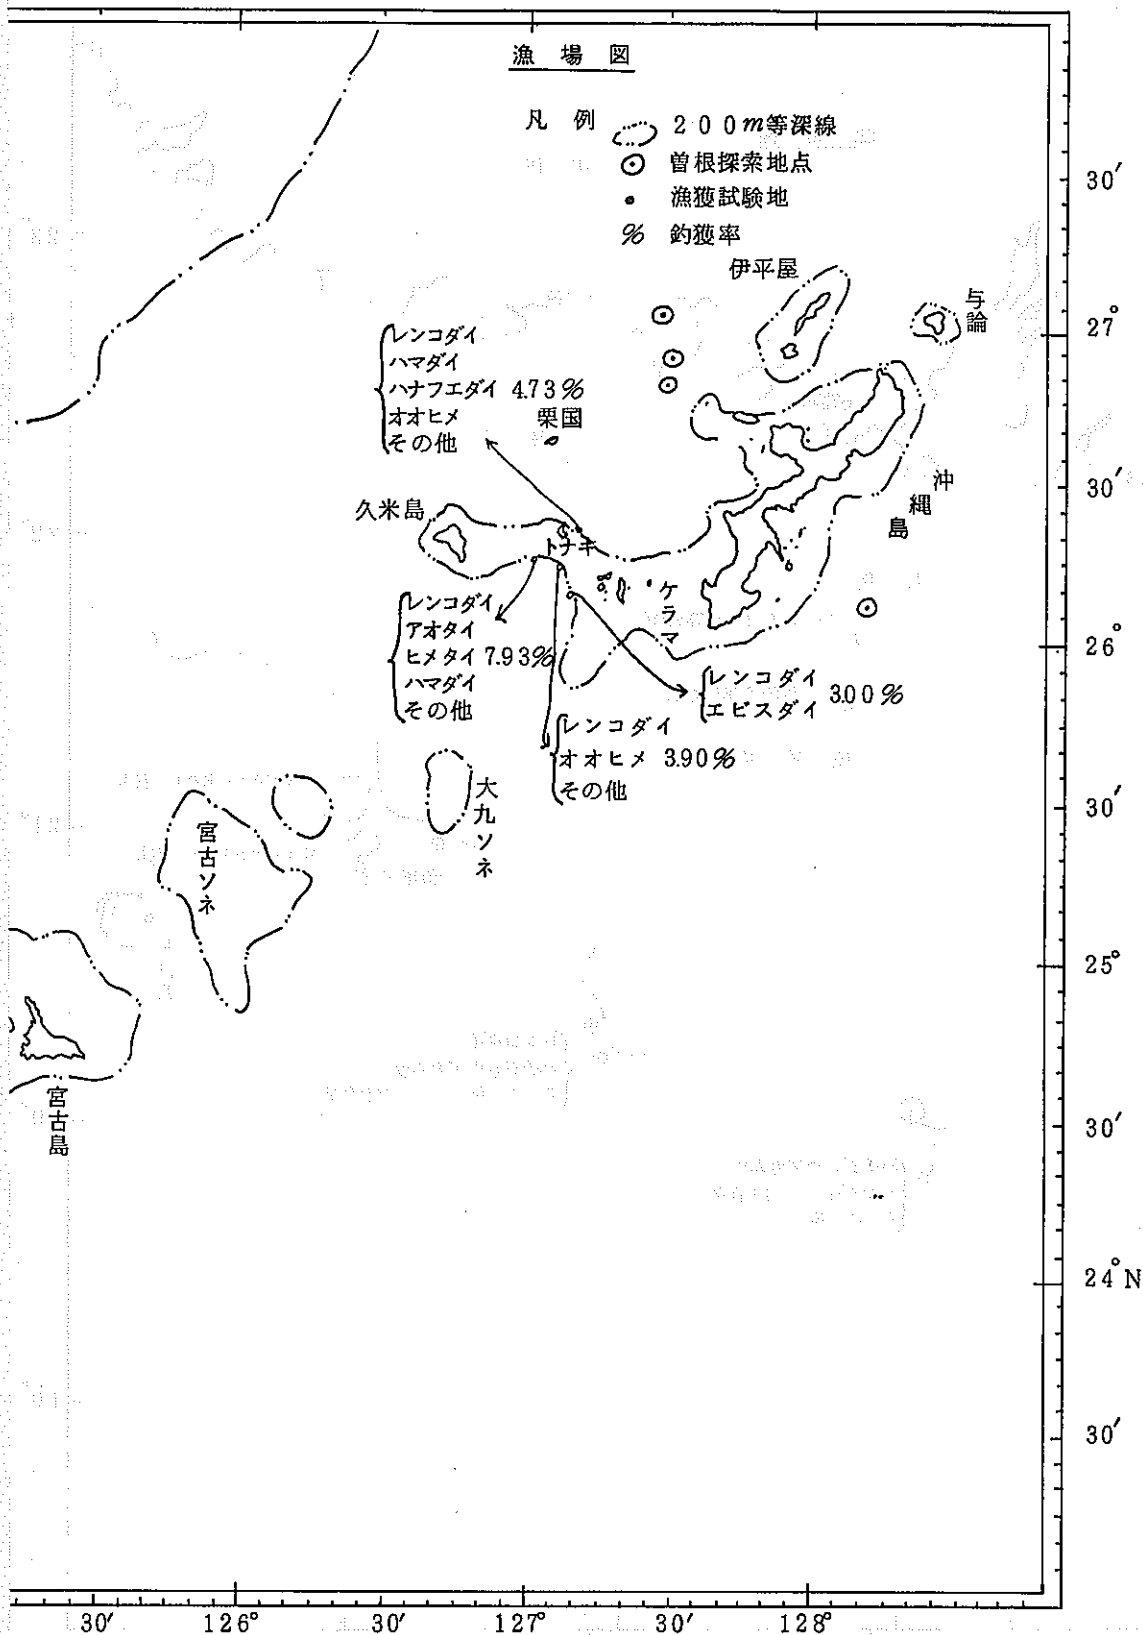 漁場図
凡例
200m等深線
曽根探索地点
漁獲試験地
% 釣獲率
伊平屋
与論
30′
27°
レンコダイ
ハマダイ
ハナフエダイ 4.73%
オオヒメ
その他
粟国
30′
沖縄島
久米島
トナキ
ケラマ
レンコダイ
アオタイ
ヒメタイ 7.93%
ハマダイ
その他
26°
レンコダイ
エビスダイ
3.00%
レンコダイ
オオヒメ 3.90%
その他
大九ソネ
30′
宮古ソネ
25°
宮古島
30′
24°N
30′
30′ 126° 30′ 127° 30′ 128°